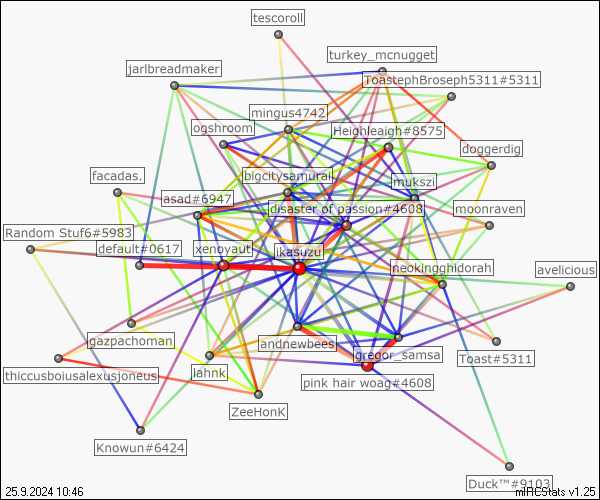 tescoroll
turkey_mcnugget
jarlbreadmaker
ToastephBroseph5311#5311
mingus4742
ogshroom
Heighleaigh#8575
doggerdig
facadas.
bigcitysamurai
mukszi
asad#6947
disaster of passion#4608
moonraven
Random Stuf6#5983
default#0617
xenoyaut
ikasuzu
neokingghidorah
avelicious
igazpachoman
andnewbees
gregor_samsa
Toast#5311
thiccusboiusalexusjoneus
jahnk
pink hair woag#4608
ZeeHonK
Knowun#6424
Duck™#9103
25.9.2024 10:46
mIRCStats v1.25